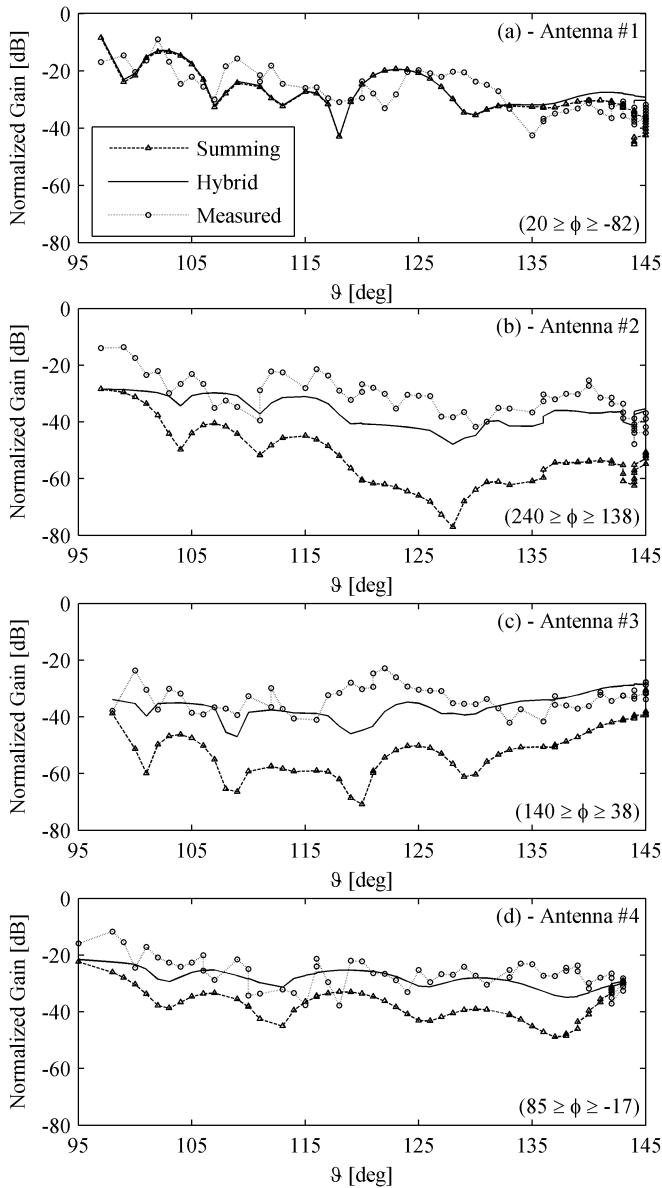 0
-20
-40
-60
-80
Normalized Gain [dB]
(a) - Antenna #1
Summing
Hybrid
Measured
(20 ≥ ϕ ≥ -82)
95 105 115 125 135 145
ϑ [deg]
0
-20
-40
-60
-80
Normalized Gain [dB]
(b) - Antenna #2
(240 ≥ ϕ ≥ 138)
95 105 115 125 135 145
ϑ [deg]
0
-20
-40
-60
-80
Normalized Gain [dB]
(c) - Antenna #3
(140 ≥ ϕ ≥ 38)
95 105 115 125 135 145
ϑ [deg]
0
-20
-40
-60
-80
Normalized Gain [dB]
(d) - Antenna #4
(85 ≥ ϕ ≥ -17)
95 105 115 125 135 145
ϑ [deg]